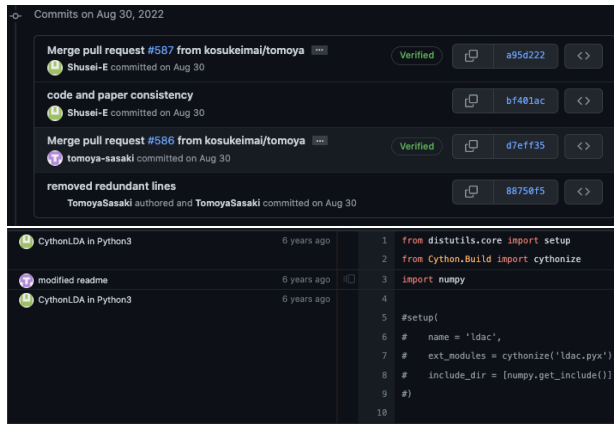 Commits on Aug 30, 2022
Merge pull request #587 from kosukeimai/tomoya ...
Verified
a95d222
<>
Shusei-E committed on Aug 30
code and paper consistency
bf401ac
<>
Shusei-E committed on Aug 30
Merge pull request #586 from kosukeimai/tomoya ...
Verified
d7eff35
<>
tomoya-sasaki committed on Aug 30
removed redundant lines
88750f5
<>
TomoyaSasaki authored and TomoyaSasaki committed on Aug 30
CythonLDA in Python3 6 years ago 1 from distutils.core import setup
2 from Cython.Build import cythonize
modified readme 6 years ago 3 import numpy
CythonLDA in Python3 6 years ago 4
5 #setup(
6 # name = 'ldac',
7 # ext_modules = cythonize('ldac.pyx')
8 # include_dir = [numpy.get_include()]
9 #)
10